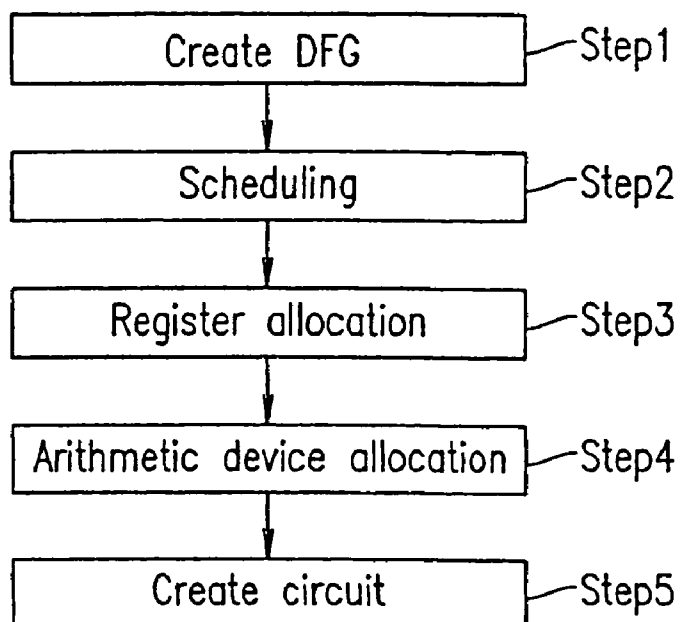 Create DFG Step1
Scheduling Step2
Register allocation Step3
Arithmetic device allocation Step4
Create circuit Step5